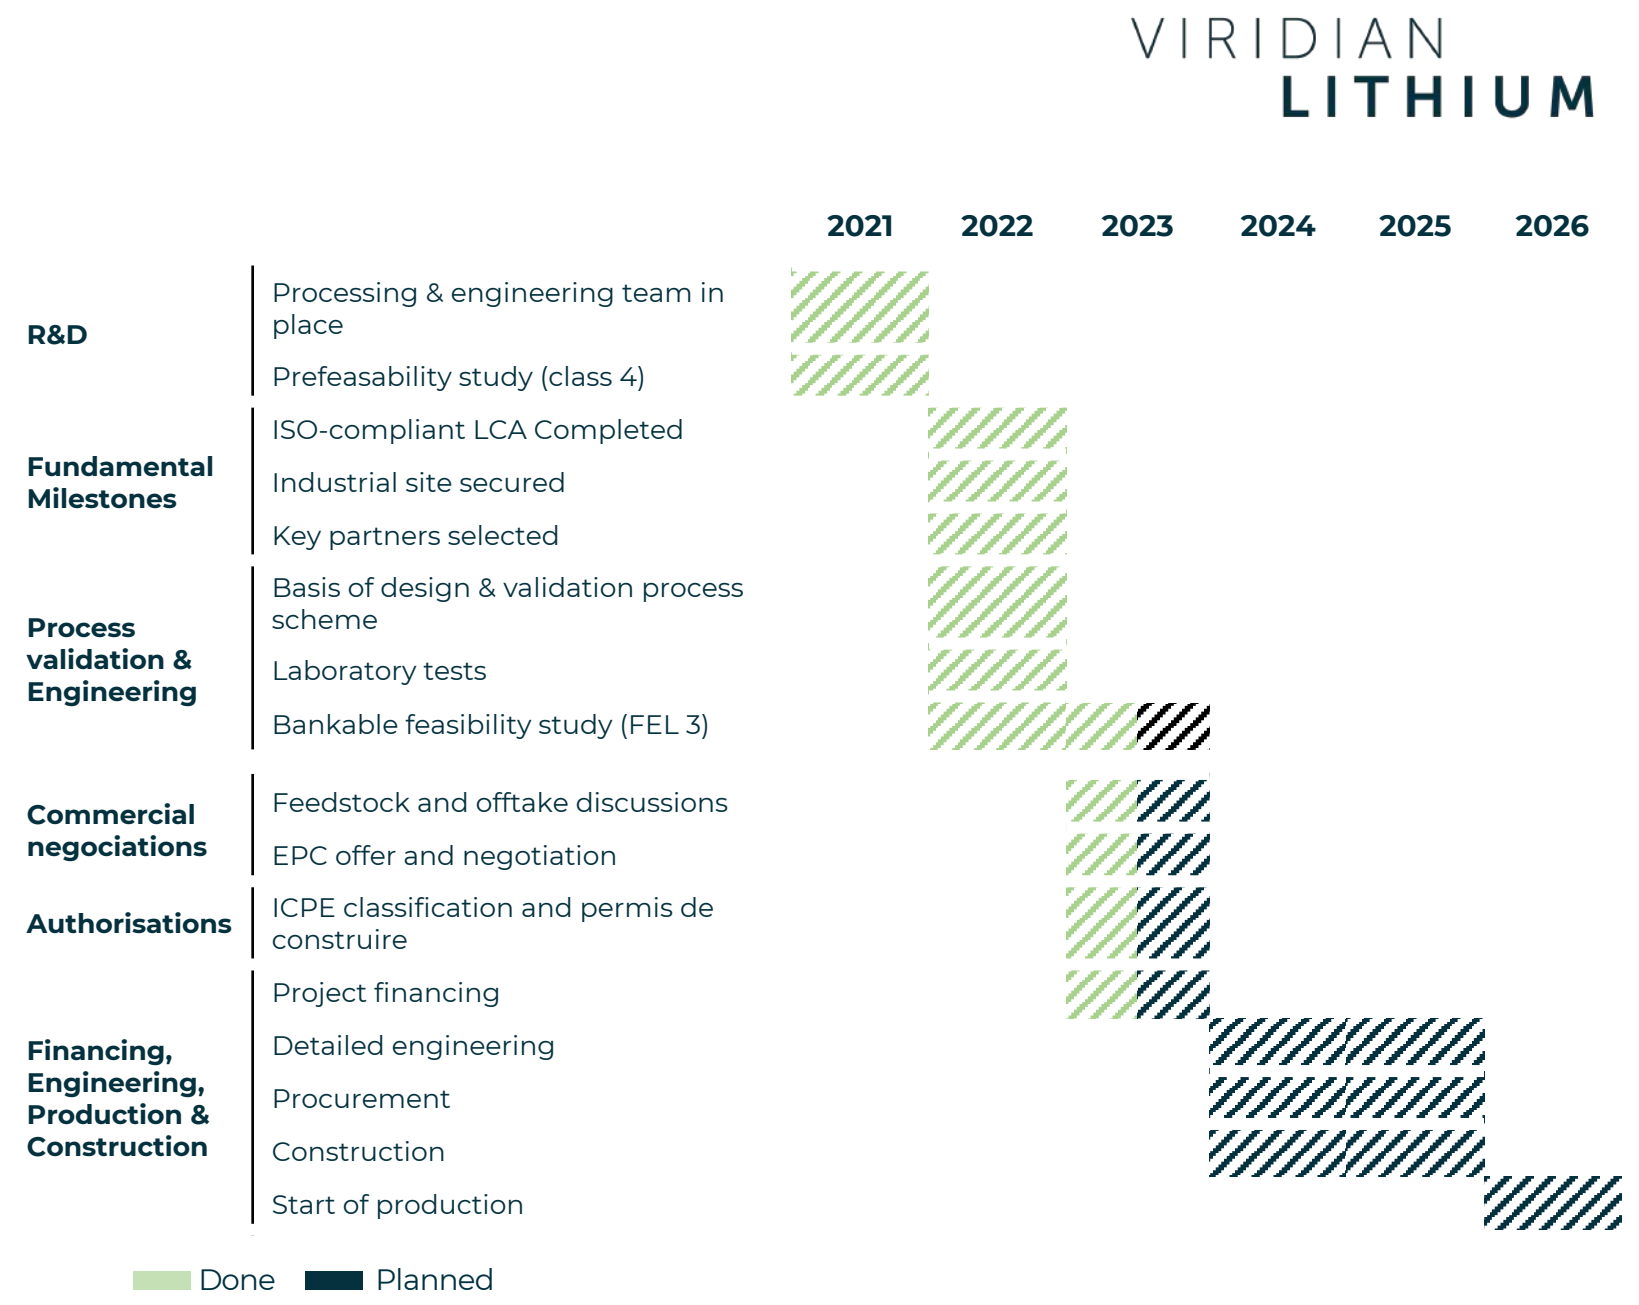 VIRIDIAN
LITHIUM
2021 2022 2023 2024 2025 2026
R&D
Processing & engineering team in
place
Prefeasability study (class 4)
Fundamental
Milestones
ISO-compliant LCA Completed
Industrial site secured
Key partners selected
Process
validation &
Engineering
Basis of design & validation process
scheme
Laboratory tests
Bankable feasibility study (FEL 3)
Commercial
negociations
Feedstock and offtake discussions
EPC offer and negotiation
Authorisations
ICPE classification and permis de
construire
Financing,
Engineering,
Production &
Construction
Project financing
Detailed engineering
Procurement
Construction
Start of production
Done Planned